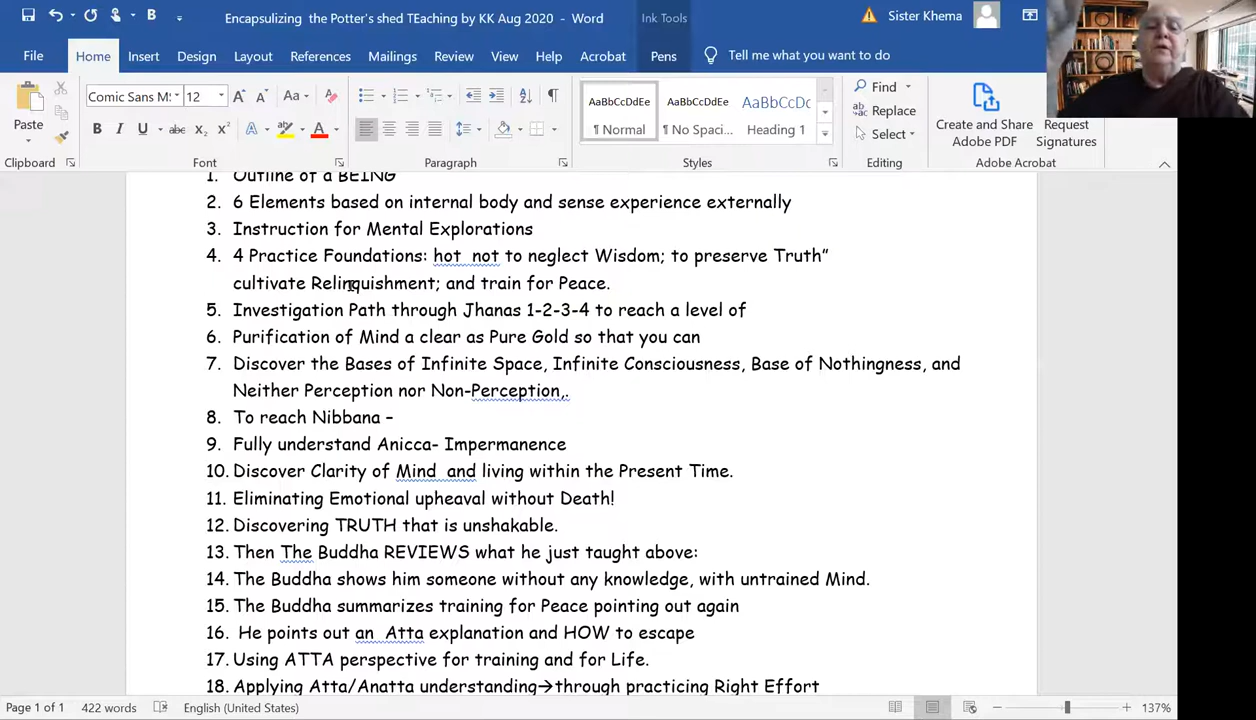 Encapsulizing the Potter's shed TEaching by KK Aug 2020 - Word
Ink Tools
Sister Khema
File Home Insert Design Layout References Mailings Review View Help Acrobat Pens Tell me what you want to do
Paste
Clipboard
Comic Sans M 12
Font
Paragraph
AaBbCcDdEe
¶ Normal
AaBbCcDdEe
¶ No Spaci...
AaBbCcDc
Heading 1
Styles
Find
Replace
Select
Editing
Create and Share
Adobe PDF
Request
Signatures
Adobe Acrobat
1. Outline of a BEING
2. 6 Elements based on internal body and sense experience externally
3. Instruction for Mental Explorations
4. 4 Practice Foundations: hot not to neglect Wisdom; to preserve Truth”
cultivate Relinquishment; and train for Peace.
5. Investigation Path through Jhanas 1-2-3-4 to reach a level of
6. Purification of Mind a clear as Pure Gold so that you can
7. Discover the Bases of Infinite Space, Infinite Consciousness, Base of Nothingness, and
Neither Perception nor Non-Perception,.
8. To reach Nibbana –
9. Fully understand Anicca- Impermanence
10. Discover Clarity of Mind and living within the Present Time.
11. Eliminating Emotional upheaval without Death!
12. Discovering TRUTH that is unshakable.
13. Then The Buddha REVIEWS what he just taught above:
14. The Buddha shows him someone without any knowledge, with untrained Mind.
15. The Buddha summarizes training for Peace pointing out again
16. He points out an Atta explanation and HOW to escape
17. Using ATTA perspective for training and for Life.
18. Applying Atta/Anatta understanding→through practicing Right Effort
Page 1 of 1 422 words English (United States) 137%